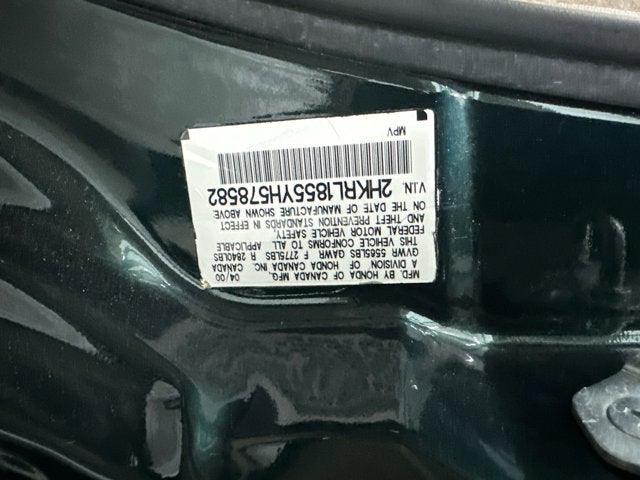 MFD. BY HONDA OF CANADA MFG. 04/00
A DIVISION OF HONDA CANADA INC. CANADA
GVWR 5565LBS GAWR F 2775LBS R 2840LBS
THIS VEHICLE CONFORMS TO ALL APPLICABLE
FEDERAL MOTOR VEHICLE SAFETY,
AND THEFT PREVENTION STANDARDS IN EFFECT
ON THE DATE OF MANUFACTURE SHOWN ABOVE
V.I.N. 2HKRL1855YH578582
MPV